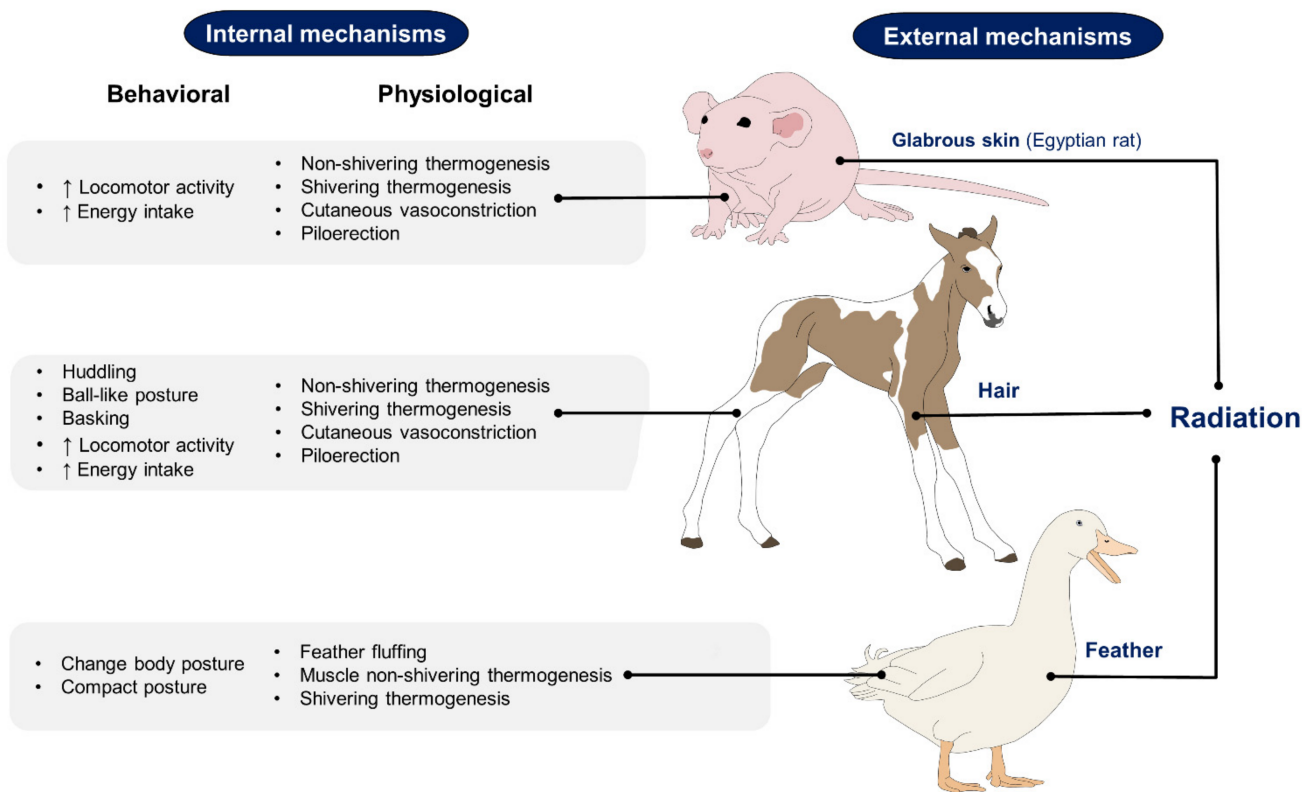 Internal mechanisms
External mechanisms
Behavioral
Physiological
• ↑ Locomotor activity
• ↑ Energy intake
• Non-shivering thermogenesis
• Shivering thermogenesis
• Cutaneous vasoconstriction
• Piloerection
Glabrous skin (Egyptian rat)
• Huddling
• Ball-like posture
• Basking
• ↑ Locomotor activity
• ↑ Energy intake
• Non-shivering thermogenesis
• Shivering thermogenesis
• Cutaneous vasoconstriction
• Piloerection
Hair
Radiation
• Change body posture
• Compact posture
• Feather fluffing
• Muscle non-shivering thermogenesis
• Shivering thermogenesis
Feather